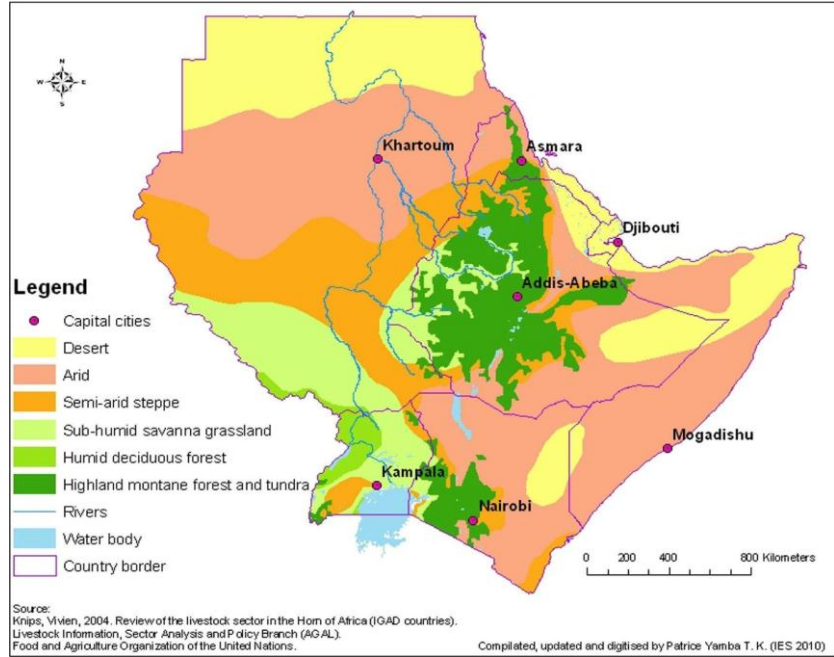 N
W E
S
Khartoum
Asmara
Djibouti
Addis-Abeba
Mogadishu
Kampala
Nairobi
Legend
Capital cities
Desert
Arid
Semi-arid steppe
Sub-humid savanna grassland
Humid deciduous forest
Highland montane forest and tundra
Rivers
Water body
Country border
0 200 400 800 Kilometers
Source:
Knips, Vivien, 2004. Review of the livestock sector in the Horn of Africa (IGAD countries).
Livestock Information, Sector Analysis and Policy Branch (AGAL).
Food and Agriculture Organization of the United Nations.
Compilated, updated and digitised by Patrice Yamba T. K. (IES 2010)